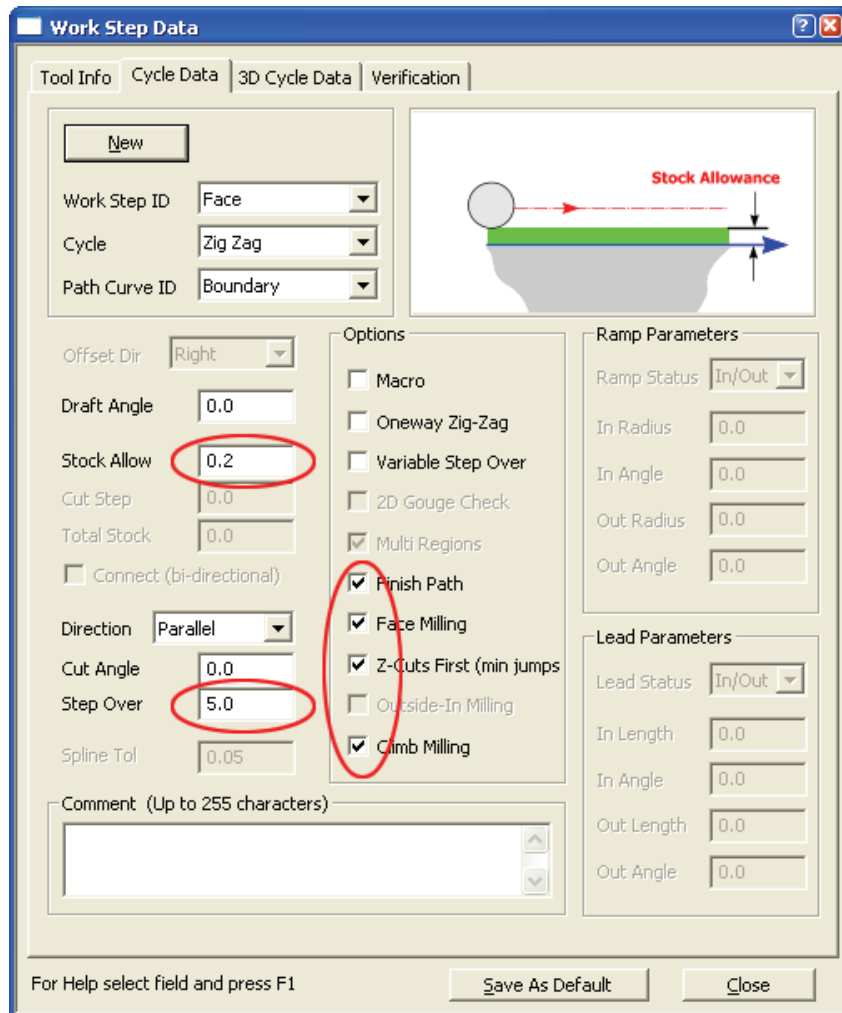 Work Step Data
Tool Info Cycle Data 3D Cycle Data Verification
New
Work Step ID Face
Cycle Zig Zag
Path Curve ID Boundary
Stock Allowance
Offset Dir Right
Draft Angle 0.0
Stock Allow 0.2
Cut Step 0.0
Total Stock 0.0
Connect (bi-directional)
Direction Parallel
Cut Angle 0.0
Step Over 5.0
Spline Tol 0.05
Options
Macro
Oneway Zig-Zag
Variable Step Over
2D Gouge Check
Multi Regions
Finish Path
Face Milling
Z-Cuts First (min jumps
Outside-In Milling
Climb Milling
Ramp Parameters
Ramp Status In/Out
In Radius 0.0
In Angle 0.0
Out Radius 0.0
Out Angle 0.0
Lead Parameters
Lead Status In/Out
In Length 0.0
In Angle 0.0
Out Length 0.0
Out Angle 0.0
Comment (Up to 255 characters)
For Help select field and press F1
Save As Default
Close